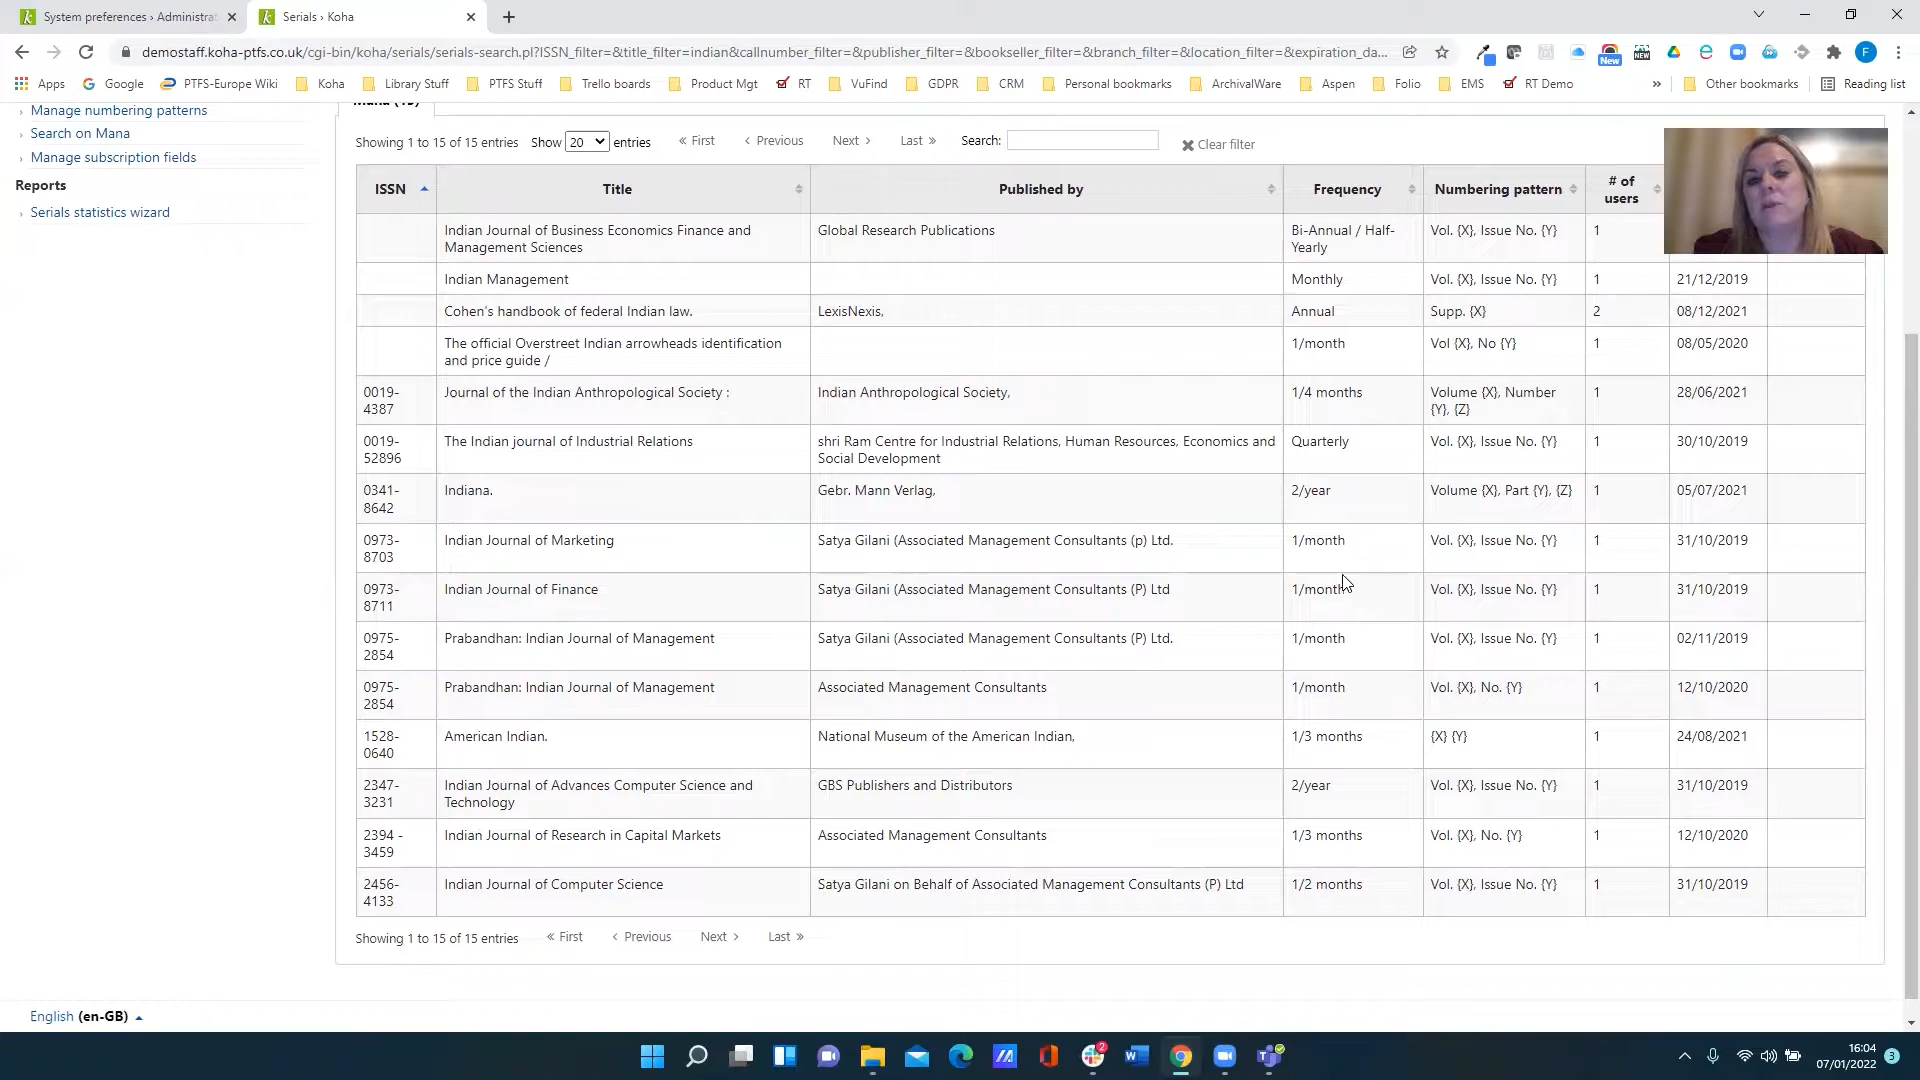 System preferences › Administra
Serials › Koha
demostaff.koha-ptfs.co.uk/cgi-bin/koha/serials/serials-search.pl?ISSN_filter=&title_filter=indian&callnumber_filter=&publisher_filter=&bookseller_filter=&branch_filter=&location_filter=&expiration_da...
New
NEW
F
Apps Google PTFS-Europe Wiki Koha Library Stuff PTFS Stuff Trello boards Product Mgt RT VuFind GDPR CRM Personal bookmarks ArchivalWare Aspen Folio EMS RT Demo » Other bookmarks Reading list
Manage numbering patterns
Search on Mana
Manage subscription fields
Reports
Serials statistics wizard
Mana (15)
Showing 1 to 15 of 15 entries Show 20 entries « First ‹ Previous Next › Last » Search: Clear filter
ISSN Title Published by Frequency Numbering pattern # of users
Indian Journal of Business Economics Finance and Global Research Publications Bi-Annual / Half- Vol. {X}, Issue No. {Y} 1
Management Sciences Yearly
Indian Management Monthly Vol. {X}, Issue No. {Y} 1 21/12/2019
Cohen's handbook of federal Indian law. LexisNexis, Annual Supp. {X} 2 08/12/2021
The official Overstreet Indian arrowheads identification 1/month Vol {X}, No {Y} 1 08/05/2020
and price guide /
0019- Journal of the Indian Anthropological Society : Indian Anthropological Society, 1/4 months Volume {X}, Number 1 28/06/2021
4387 {Y}, {Z}
0019- The Indian journal of Industrial Relations shri Ram Centre for Industrial Relations, Human Resources, Economics and Quarterly Vol. {X}, Issue No. {Y} 1 30/10/2019
52896 Social Development
0341- Indiana. Gebr. Mann Verlag, 2/year Volume {X}, Part {Y}, {Z} 1 05/07/2021
8642
0973- Indian Journal of Marketing Satya Gilani (Associated Management Consultants (p) Ltd. 1/month Vol. {X}, Issue No. {Y} 1 31/10/2019
8703
0973- Indian Journal of Finance Satya Gilani (Associated Management Consultants (P) Ltd 1/month Vol. {X}, Issue No. {Y} 1 31/10/2019
8711
0975- Prabandhan: Indian Journal of Management Satya Gilani (Associated Management Consultants (P) Ltd. 1/month Vol. {X}, Issue No. {Y} 1 02/11/2019
2854
0975- Prabandhan: Indian Journal of Management Associated Management Consultants 1/month Vol. {X}, No. {Y} 1 12/10/2020
2854
1528- American Indian. National Museum of the American Indian, 1/3 months {X} {Y} 1 24/08/2021
0640
2347- Indian Journal of Advances Computer Science and GBS Publishers and Distributors 2/year Vol. {X}, Issue No. {Y} 1 31/10/2019
3231 Technology
2394 - Indian Journal of Research in Capital Markets Associated Management Consultants 1/3 months Vol. {X}, No. {Y} 1 12/10/2020
3459
2456- Indian Journal of Computer Science Satya Gilani on Behalf of Associated Management Consultants (P) Ltd 1/2 months Vol. {X}, Issue No. {Y} 1 31/10/2019
4133
Showing 1 to 15 of 15 entries « First ‹ Previous Next › Last »
English (en-GB)
2
16:04
07/01/2022
3